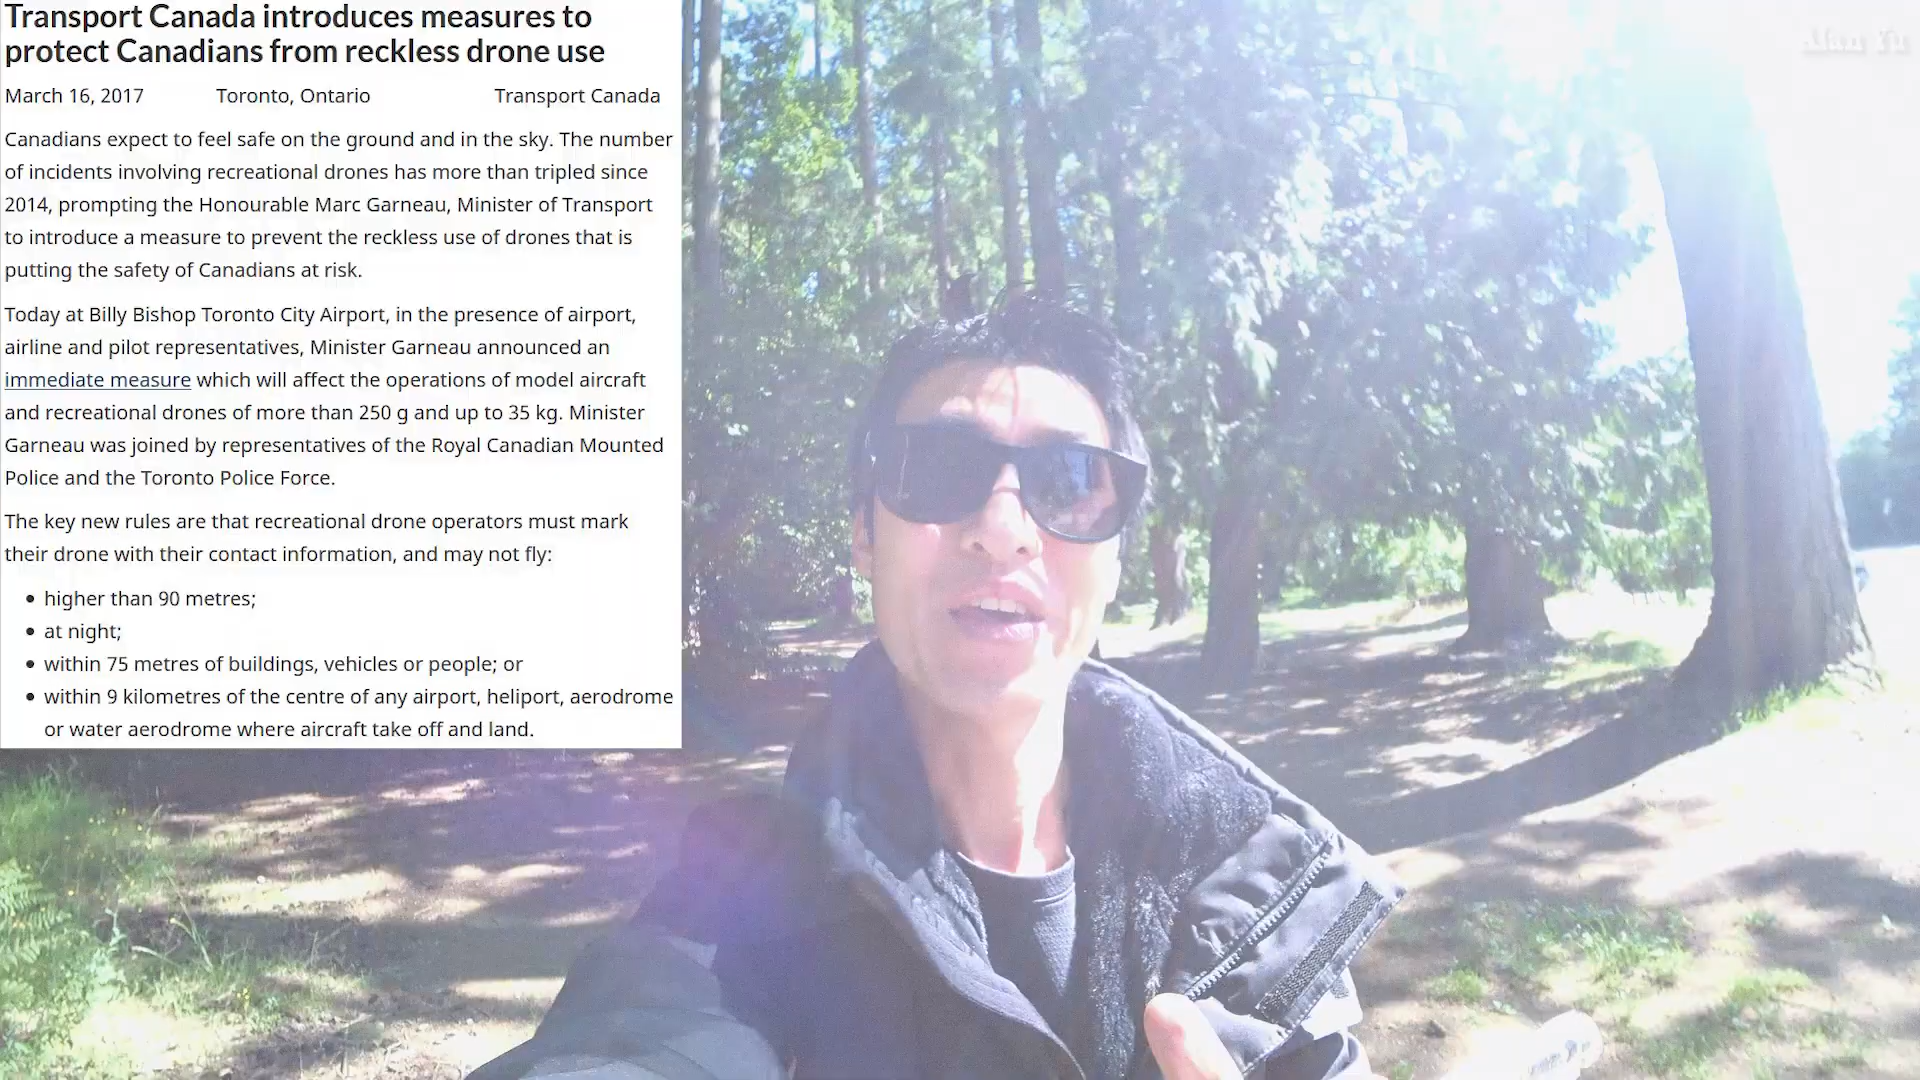 Transport Canada introduces measures to
protect Canadians from reckless drone use
March 16, 2017 Toronto, Ontario Transport Canada
Canadians expect to feel safe on the ground and in the sky. The number
of incidents involving recreational drones has more than tripled since
2014, prompting the Honourable Marc Garneau, Minister of Transport
to introduce a measure to prevent the reckless use of drones that is
putting the safety of Canadians at risk.
Today at Billy Bishop Toronto City Airport, in the presence of airport,
airline and pilot representatives, Minister Garneau announced an
immediate measure which will affect the operations of model aircraft
and recreational drones of more than 250 g and up to 35 kg. Minister
Garneau was joined by representatives of the Royal Canadian Mounted
Police and the Toronto Police Force.
The key new rules are that recreational drone operators must mark
their drone with their contact information, and may not fly:
• higher than 90 metres;
• at night;
• within 75 metres of buildings, vehicles or people; or
• within 9 kilometres of the centre of any airport, heliport, aerodrome
or water aerodrome where aircraft take off and land.
Alan Yu